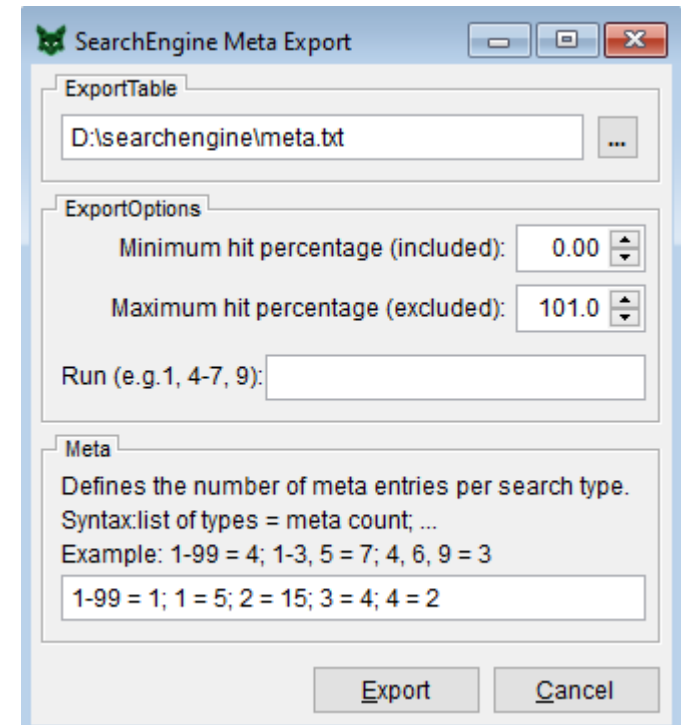 SearchEngine Meta Export
ExportTable
D:\searchengine\meta.txt
...
ExportOptions
Minimum hit percentage (included): 0.00
Maximum hit percentage (excluded): 101.0
Run (e.g.1, 4-7, 9):
Meta
Defines the number of meta entries per search type.
Syntax:list of types = meta count; ...
Example: 1-99 = 4; 1-3, 5 = 7; 4, 6, 9 = 3
1-99 = 1; 1 = 5; 2 = 15; 3 = 4; 4 = 2
Export Cancel